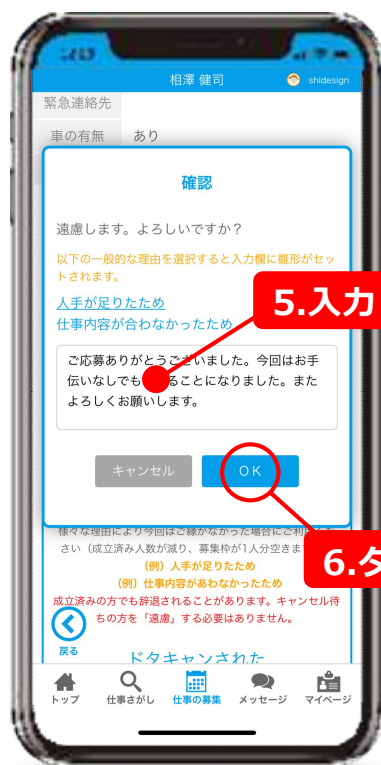 相澤 健司
shidesign
緊急連絡先
車の有無 あり
確認
遠慮します。よろしいですか？
以下の一般的な理由を選択すると入力欄に雛形がセッ
トされます。
人手が足りたため
仕事内容が合わなかったため
5.入力
ご応募ありがとうございました。今回はお手
伝いなしでも
ることになりました。また
よろしくお願いします。
キャンセル
OK
様々な理由により今回はご縁がなかった場合にご利用
さい（成立済み人数が減り、募集枠が1人分空きま
6.タ
（例）人手が足りたため
（例）仕事内容があわなかったため
成立済みの方でも辞退されることがあります。キャンセル待
ちの方を「遠慮」する必要はありません。
戻る
ドタキャンされた
トップ 仕事さがし 仕事の募集 メッセージ マイページ